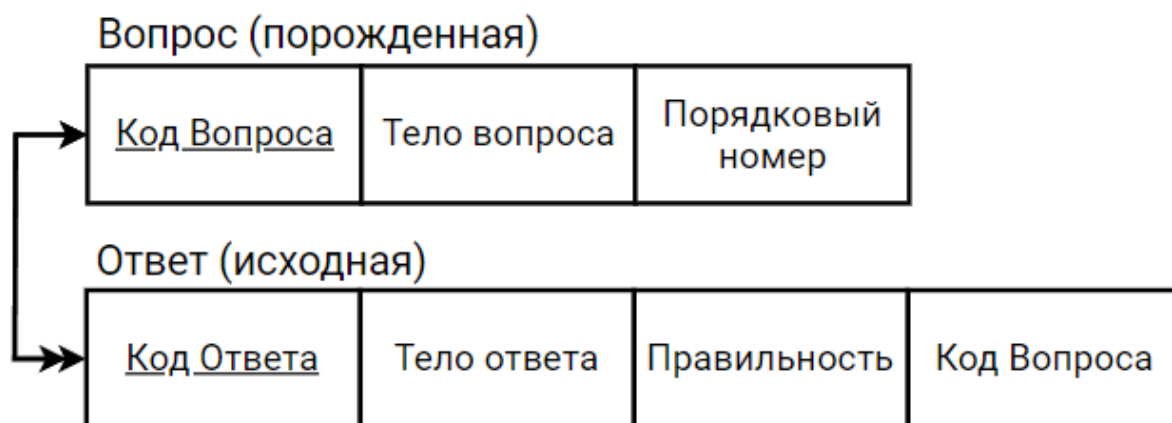 Вопрос (порожденная)
Код Вопроса
Тело вопроса
Порядковый
номер
Ответ (исходная)
Код Ответа
Тело ответа
Правильность
Код Вопроса